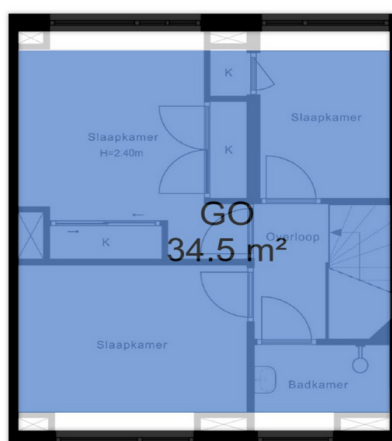 K
Slaapkamer
Slaapkamer
H=2.40m
K
GO
Overloop
34.5 m²
K
Slaapkamer
Badkamer